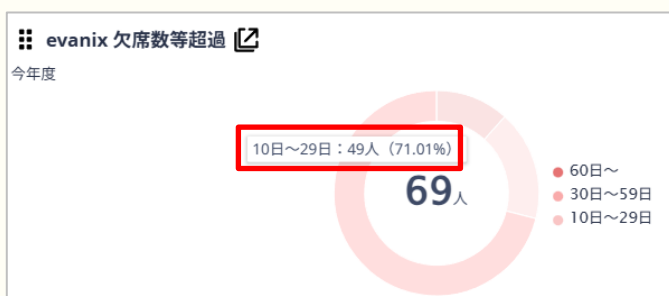 evanix 欠席数等超過
今年度
10日～29日：49人（71.01%）
69人
60日～
30日～59日
10日～29日